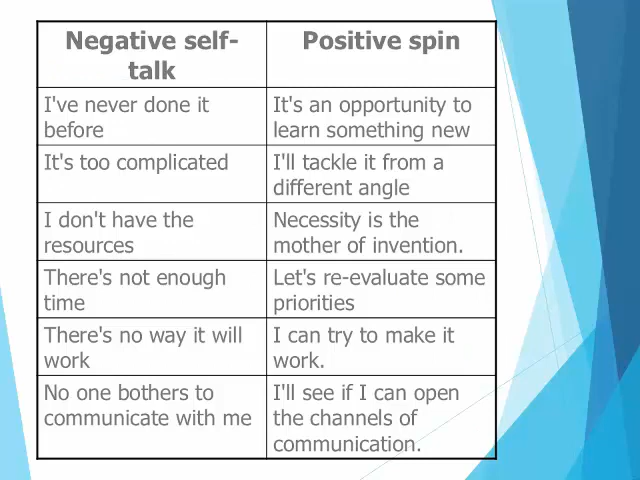 Negative self-
talk
Positive spin
I've never done it
before
It's an opportunity to
learn something new
It's too complicated
I'll tackle it from a
different angle
I don't have the
resources
Necessity is the
mother of invention.
There's not enough
time
Let's re-evaluate some
priorities
There's no way it will
work
I can try to make it
work.
No one bothers to
communicate with me
I'll see if I can open
the channels of
communication.